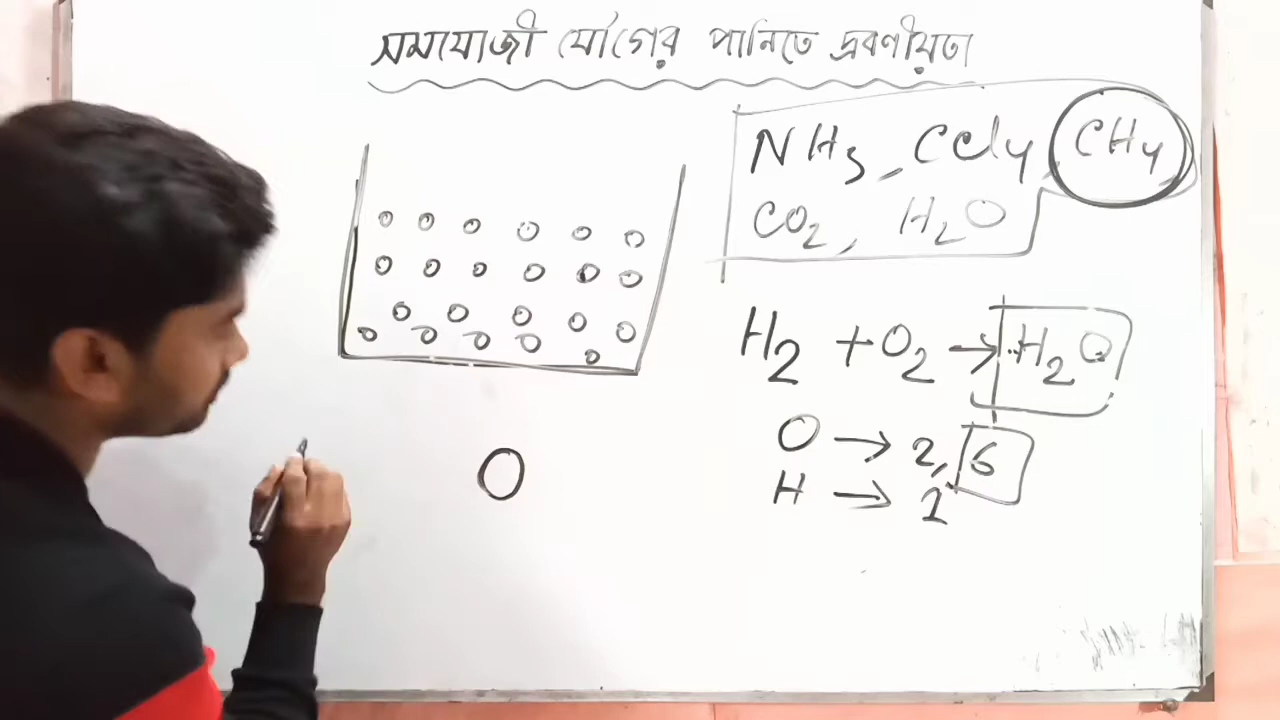 সমযোজী যৌগের পানিতে দ্রবণীয়তা
NH3, CCl4 CH4
CO2, H2O
H2 + O2 → H2O
O → 2, 6
H → 1
O